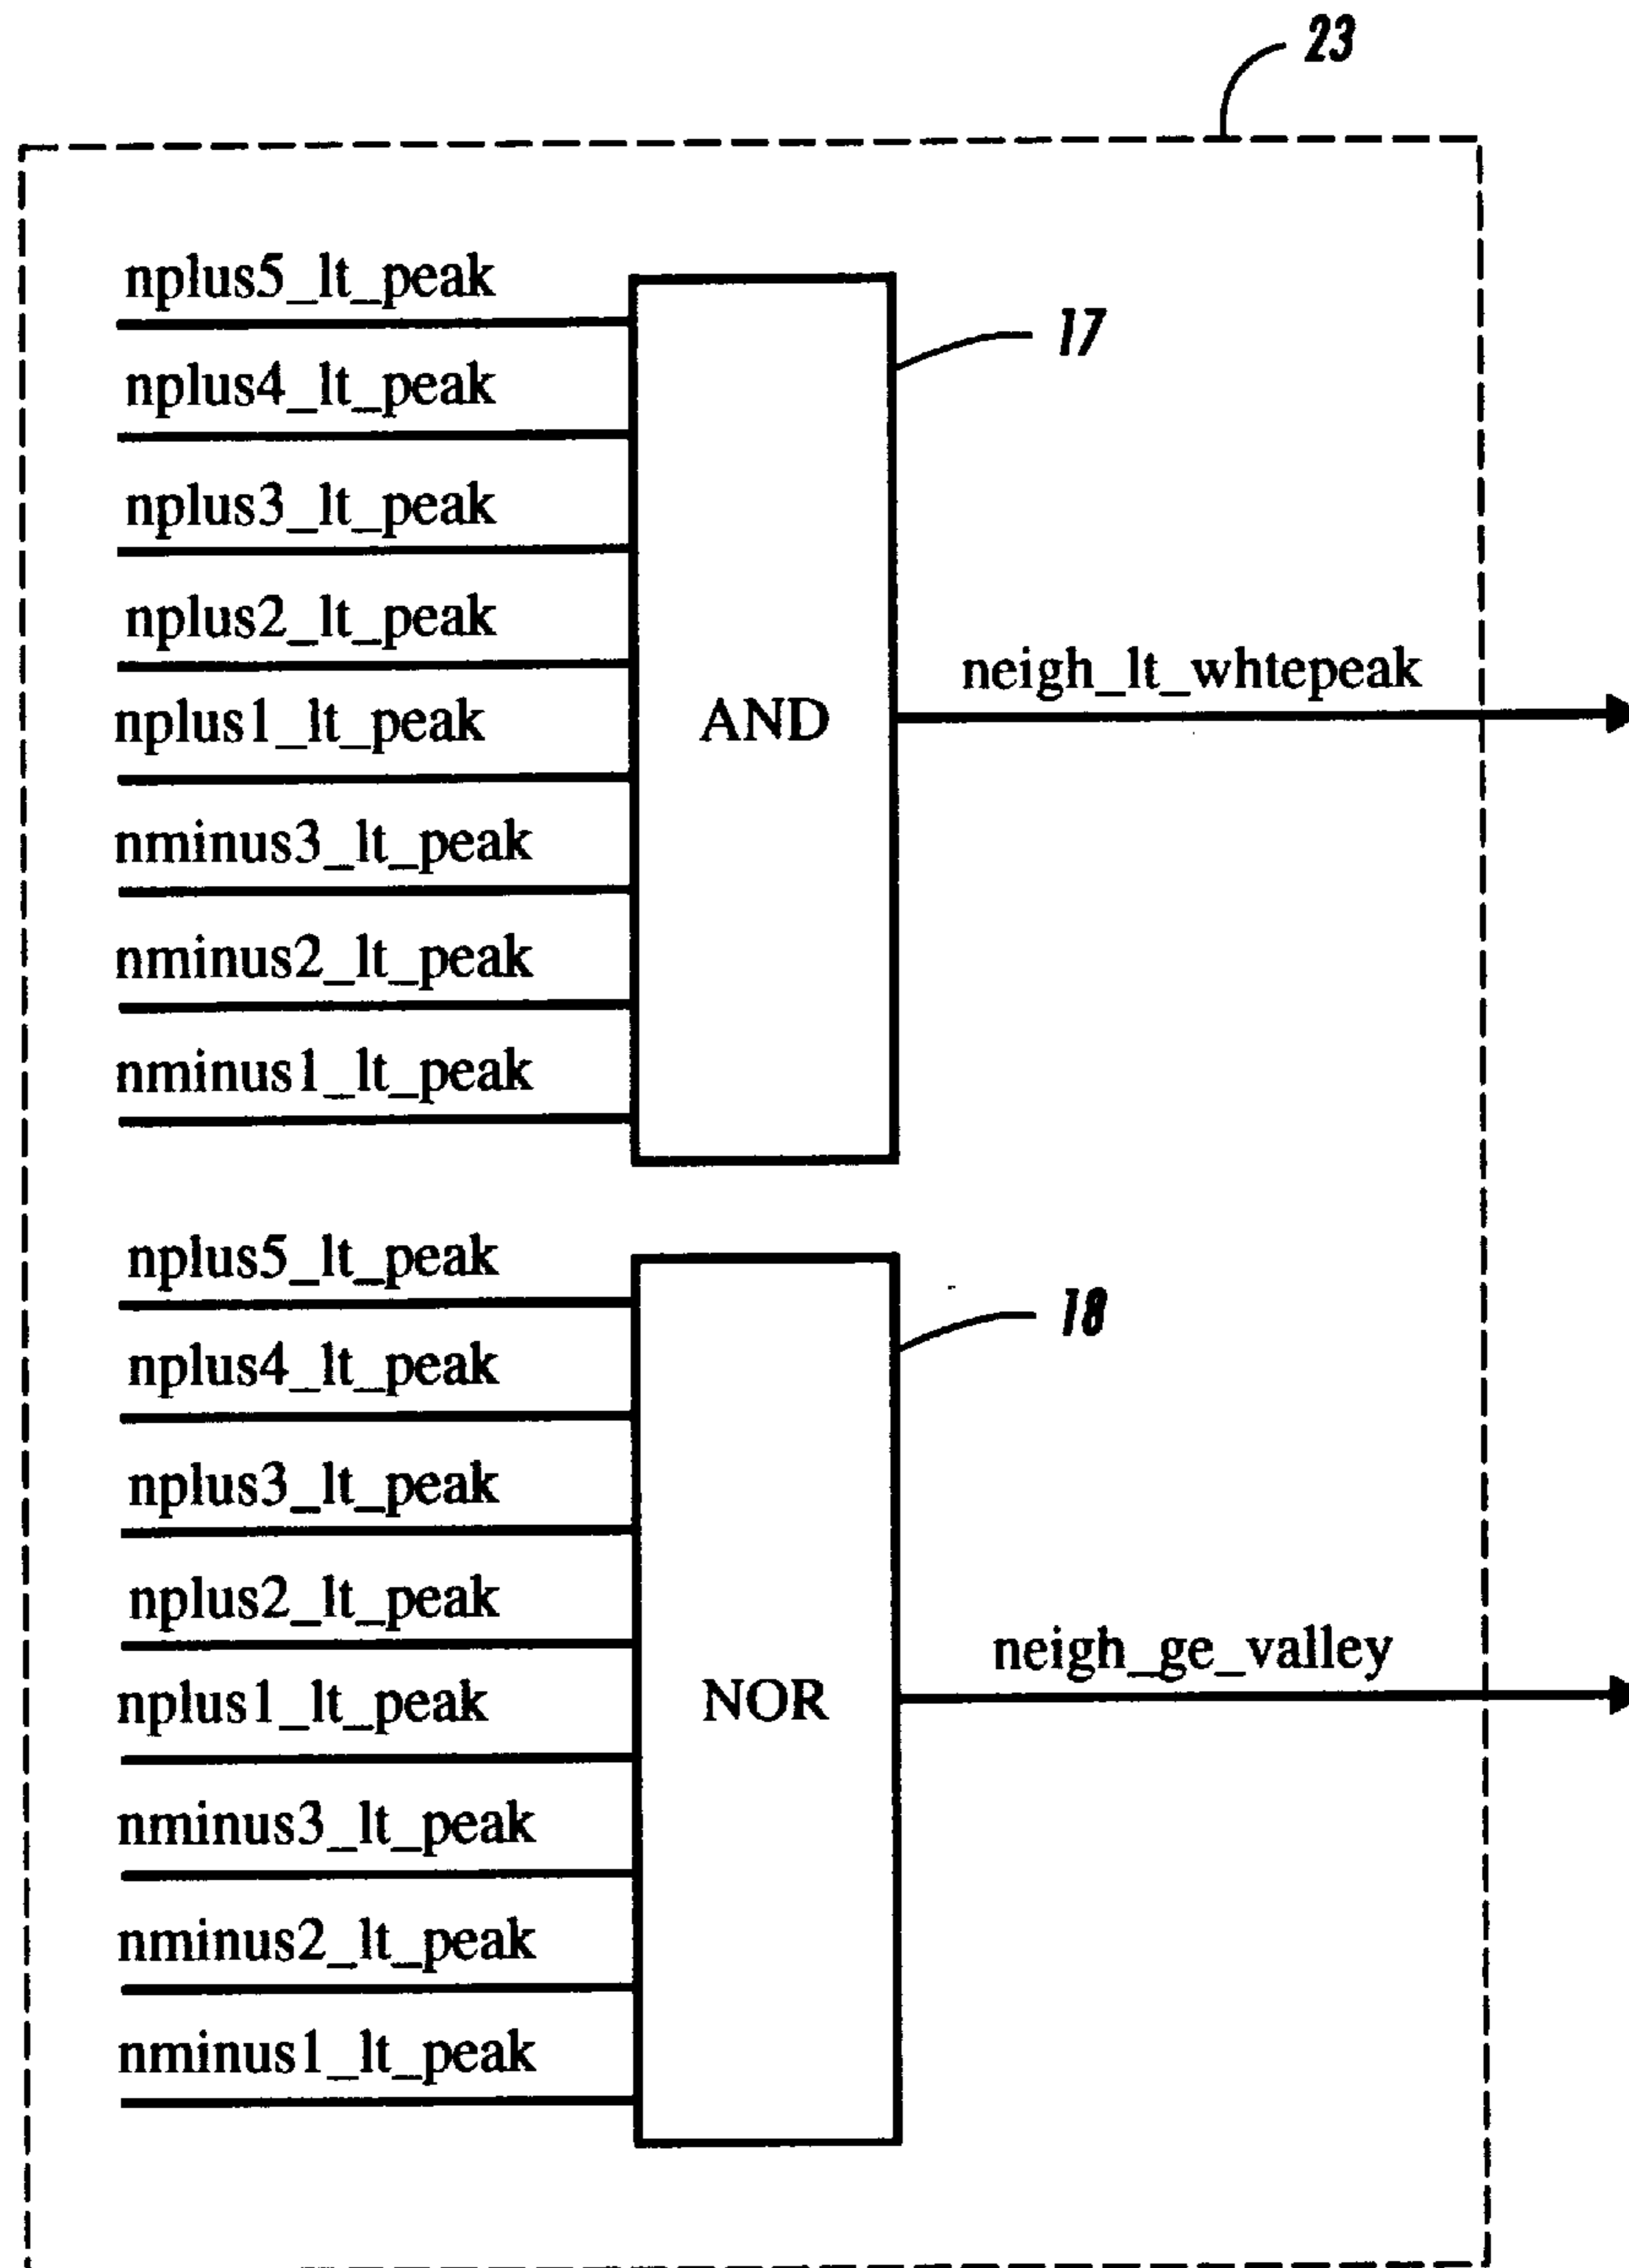 23
nplus5_lt_peak
17
nplus4_lt_peak
nplus3_lt_peak
nplus2_lt_peak
neigh_lt_whtepeak
nplus1_lt_peak
AND
nminus3_lt_peak
nminus2_lt_peak
nminus1_lt_peak
nplus5_lt_peak
18
nplus4_lt_peak
nplus3_lt_peak
nplus2_lt_peak
neigh_ge_valley
nplus1_lt_peak
NOR
nminus3_lt_peak
nminus2_lt_peak
nminus1_lt_peak